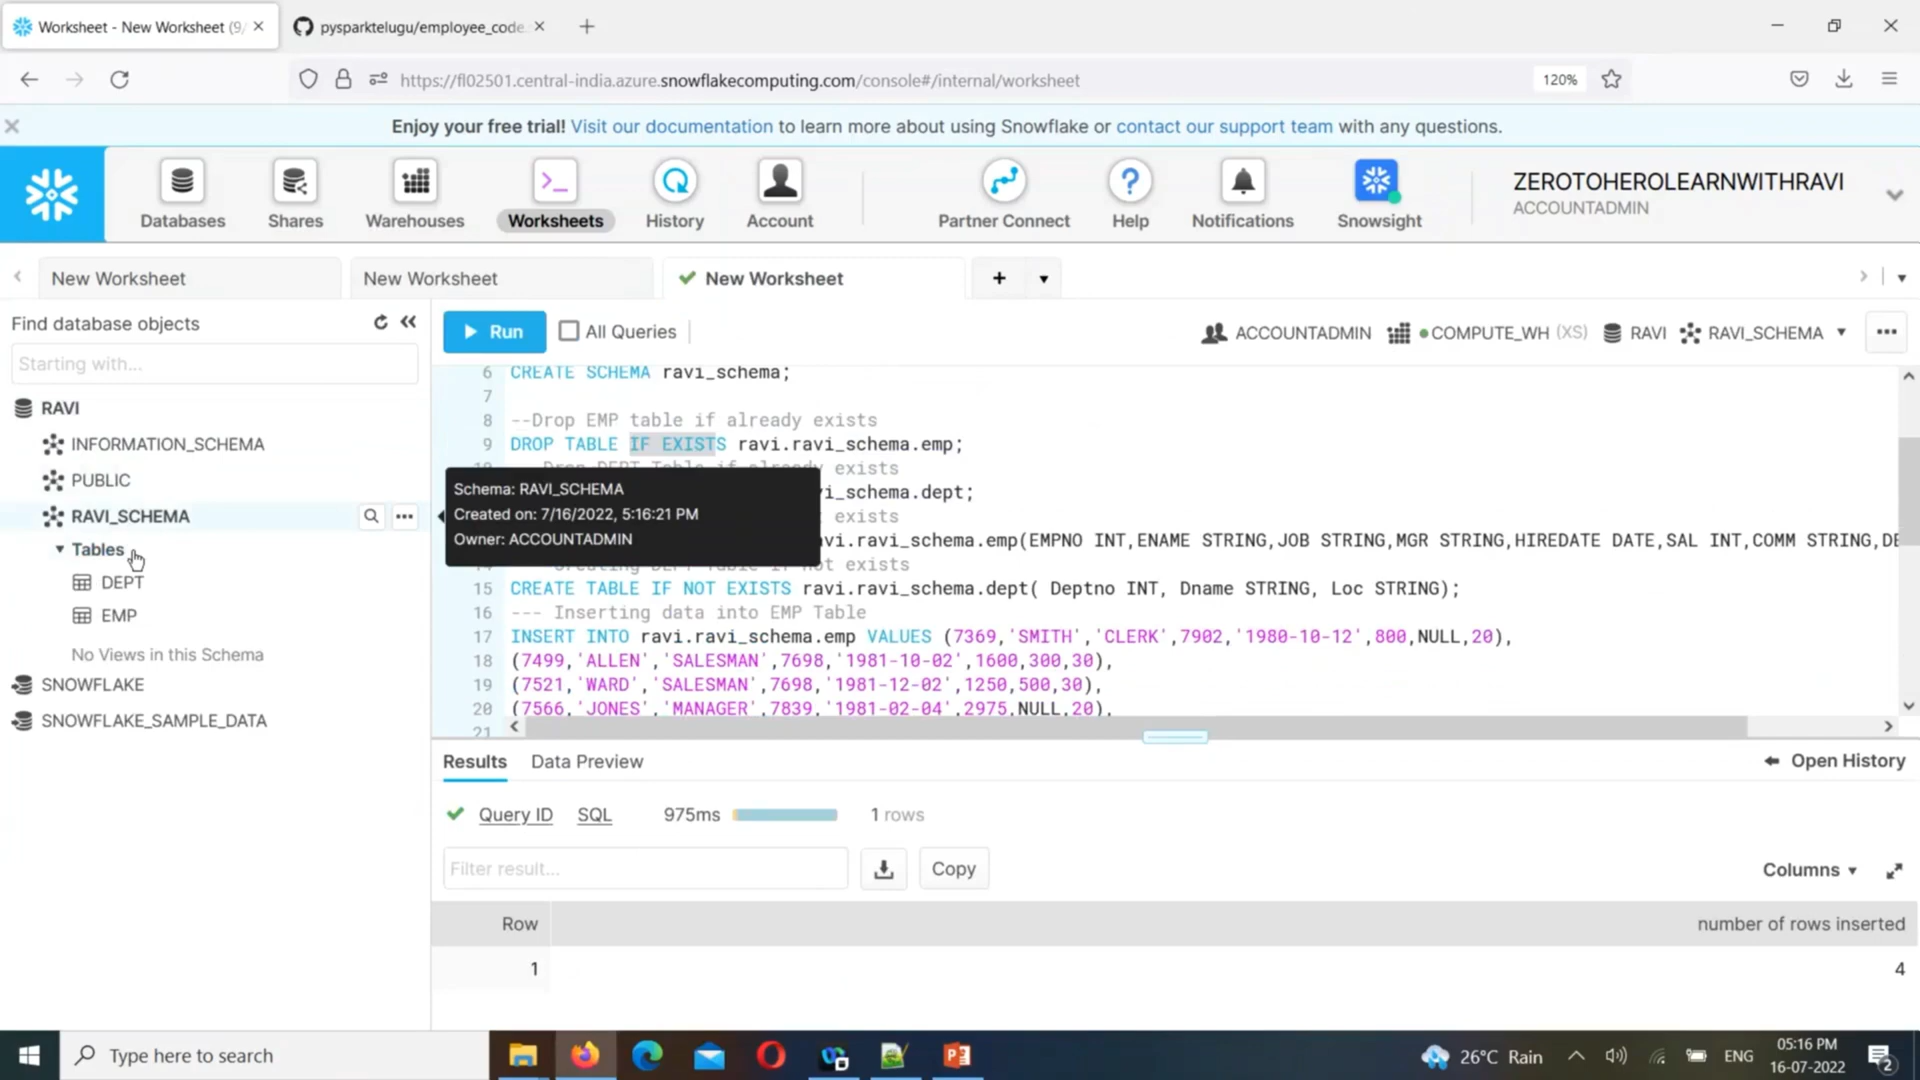 Worksheet - New Worksheet (9/
pysparktelugu/employee_code.
https://fl02501.central-india.azure.snowflakecomputing.com/console#/internal/worksheet
120%
Enjoy your free trial! Visit our documentation to learn more about using Snowflake or contact our support team with any questions.
Databases
Shares
Warehouses
Worksheets
History
Account
Partner Connect
Help
Notifications
Snowsight
ZEROTOHEROLEARNWITHRAVI
ACCOUNTADMIN
New Worksheet
New Worksheet
New Worksheet
Find database objects
Starting with...
RAVI
INFORMATION_SCHEMA
PUBLIC
RAVI_SCHEMA
Tables
DEPT
EMP
No Views in this Schema
SNOWFLAKE
SNOWFLAKE_SAMPLE_DATA
Run
All Queries
ACCOUNTADMIN
COMPUTE_WH (XS)
RAVI
RAVI_SCHEMA
6 CREATE SCHEMA ravi_schema;
7
8 --Drop EMP table if already exists
9 DROP TABLE IF EXISTS ravi.ravi_schema.emp;
exists
vi_schema.dept;
exists
vi.ravi_schema.emp(EMPNO INT,ENAME STRING,JOB STRING,MGR STRING,HIREDATE DATE,SAL INT,COMM STRING,DE
not exists
15 CREATE TABLE IF NOT EXISTS ravi.ravi_schema.dept( Deptno INT, Dname STRING, Loc STRING);
16 --- Inserting data into EMP Table
17 INSERT INTO ravi.ravi_schema.emp VALUES (7369,'SMITH','CLERK',7902,'1980-10-12',800,NULL,20),
18 (7499,'ALLEN','SALESMAN',7698,'1981-10-02',1600,300,30),
19 (7521,'WARD','SALESMAN',7698,'1981-12-02',1250,500,30),
20 (7566,'JONES','MANAGER',7839,'1981-02-04',2975,NULL,20),
21
Schema: RAVI_SCHEMA
Created on: 7/16/2022, 5:16:21 PM
Owner: ACCOUNTADMIN
Results
Data Preview
Open History
Query ID
SQL
975ms
1 rows
Filter result...
Copy
Columns
Row
number of rows inserted
1
4
Type here to search
26°C Rain
ENG
05:16 PM
16-07-2022
2